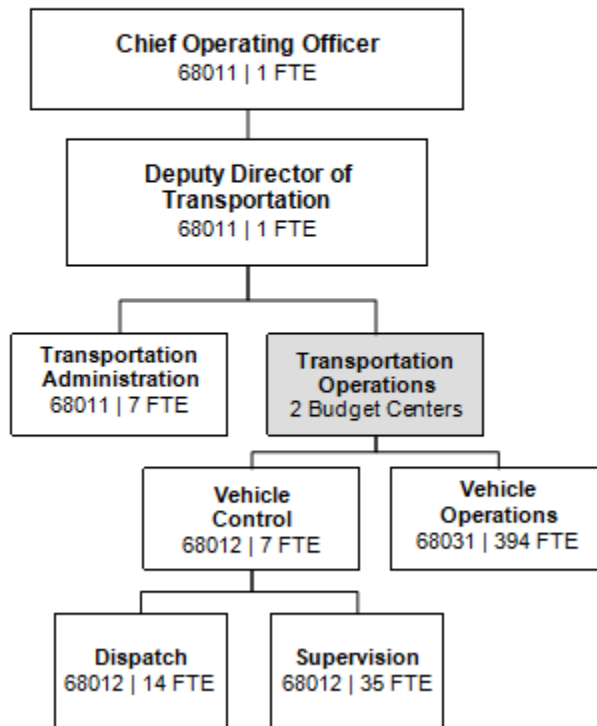 Chief Operating Officer
68011 | 1 FTE
Deputy Director of
Transportation
68011 | 1 FTE
Transportation
Administration
68011 | 7 FTE
Transportation
Operations
2 Budget Centers
Vehicle
Control
68012 | 7 FTE
Vehicle
Operations
68031 | 394 FTE
Dispatch
68012 | 14 FTE
Supervision
68012 | 35 FTE